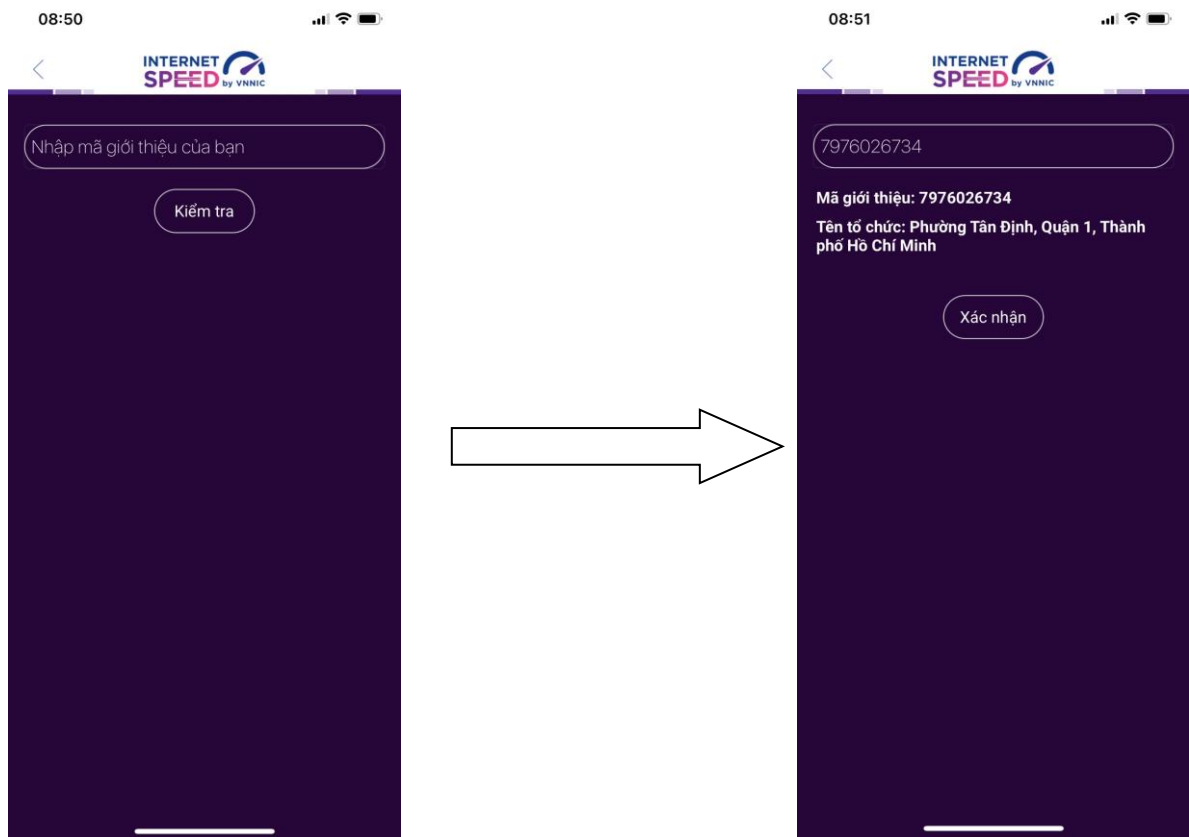 08:50
INTERNET
SPEED by VNNIC
Nhập mã giới thiệu của bạn
Kiểm tra
08:51
INTERNET
SPEED by VNNIC
7976026734
Mã giới thiệu: 7976026734
Tên tổ chức: Phường Tân Định, Quận 1, Thành
phố Hồ Chí Minh
Xác nhận